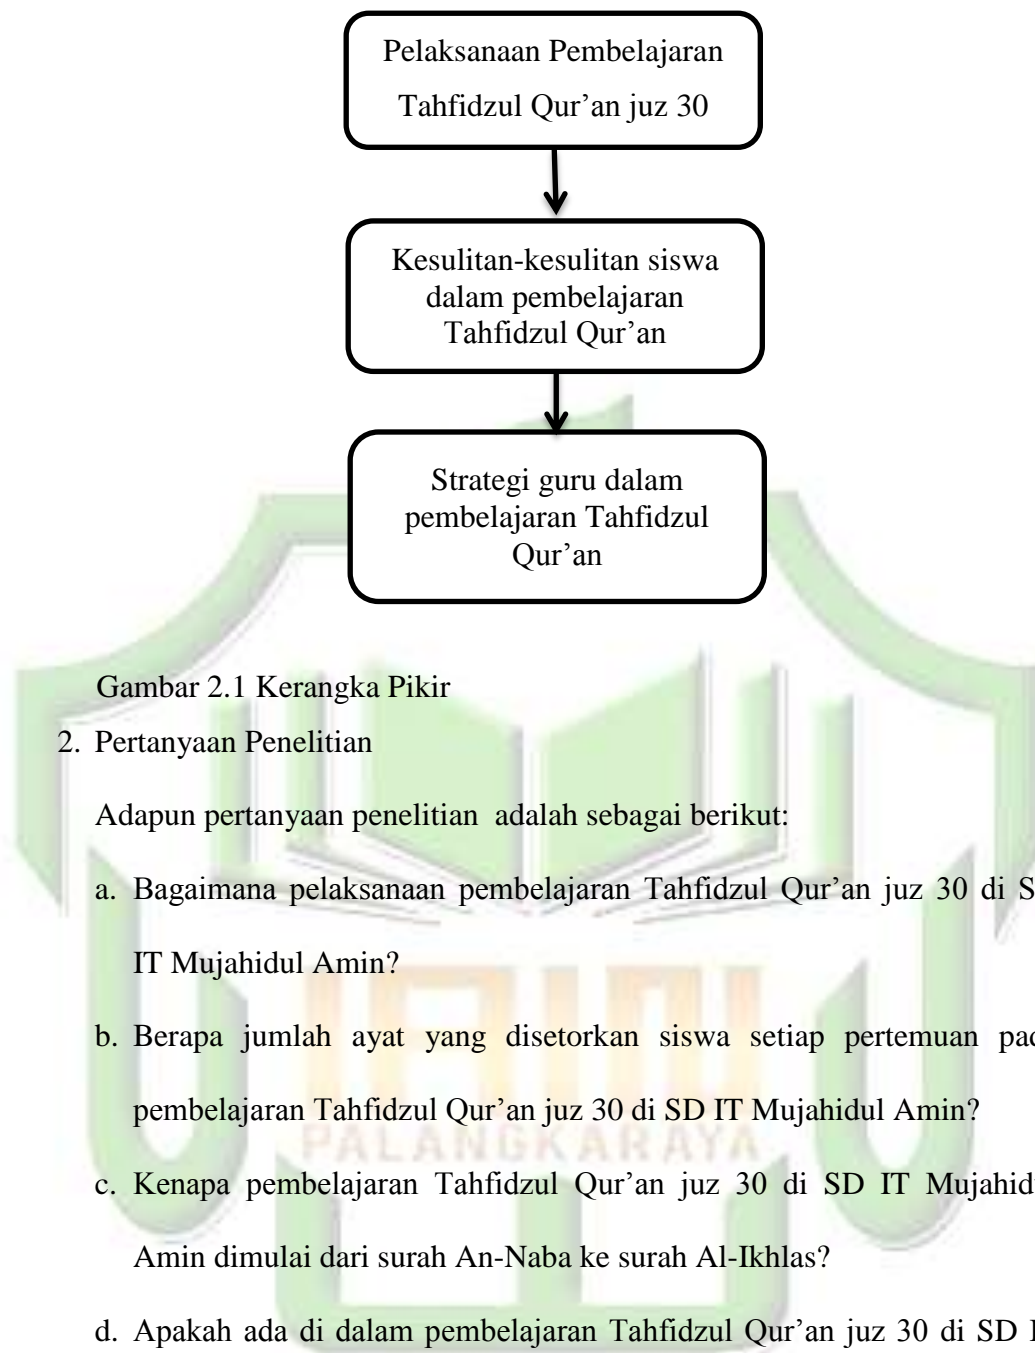 Pelaksanaan Pembelajaran
Tahfidzul Qur’an juz 30
Kesulitan-kesulitan siswa
dalam pembelajaran
Tahfidzul Qur’an
Strategi guru dalam
pembelajaran Tahfidzul
Qur’an
Gambar 2.1 Kerangka Pikir
2. Pertanyaan Penelitian
Adapun pertanyaan penelitian adalah sebagai berikut:
a. Bagaimana pelaksanaan pembelajaran Tahfidzul Qur’an juz 30 di S
IT Mujahidul Amin?
b. Berapa jumlah ayat yang disetorkan siswa setiap pertemuan pad
pembelajaran Tahfidzul Qur’an juz 30 di SD IT Mujahidul Amin?
c. Kenapa pembelajaran Tahfidzul Qur’an juz 30 di SD IT Mujahid
Amin dimulai dari surah An-Naba ke surah Al-Ikhlas?
d. Apakah ada di dalam pembelajaran Tahfidzul Qur’an juz 30 di SD I
IAIN
PALANGKARAYA